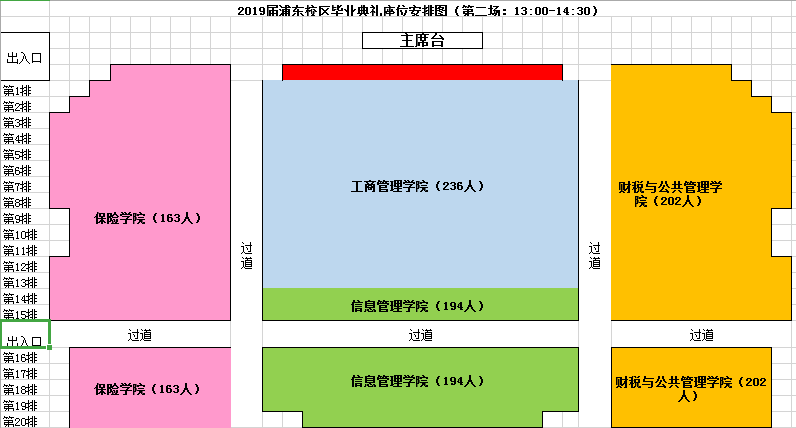 2019届浦东校区毕业典礼座位安排图（第二场：13:00-14:30）
主席台
出入口
第1排
第2排
第3排
第4排
第5排
第6排
第7排
第8排
第9排
第10排
第11排
第12排
第13排
第14排
第15排
保险学院（163人）
过道
工商管理学院（236人）
信息管理学院（194人）
过道
财税与公共管理学
院（202人）
出入口
过道
过道
过道
第16排
第17排
第18排
第19排
第20排
保险学院（163人）
信息管理学院（194人）
财税与公共管理学院（202
人）